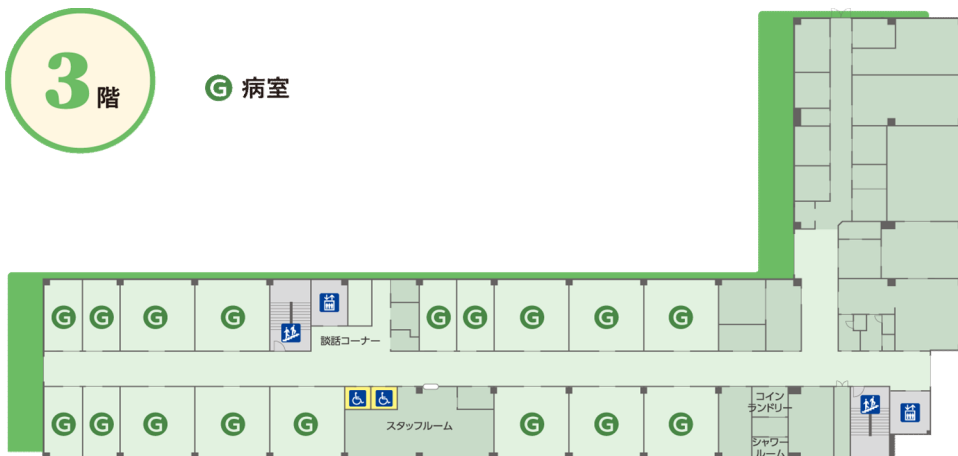 3階
G 病室
G G G G G G G G G
談話コーナー
G G G G G G G G
スタッフルーム
コイン
ランドリー
シャワー
ルーム